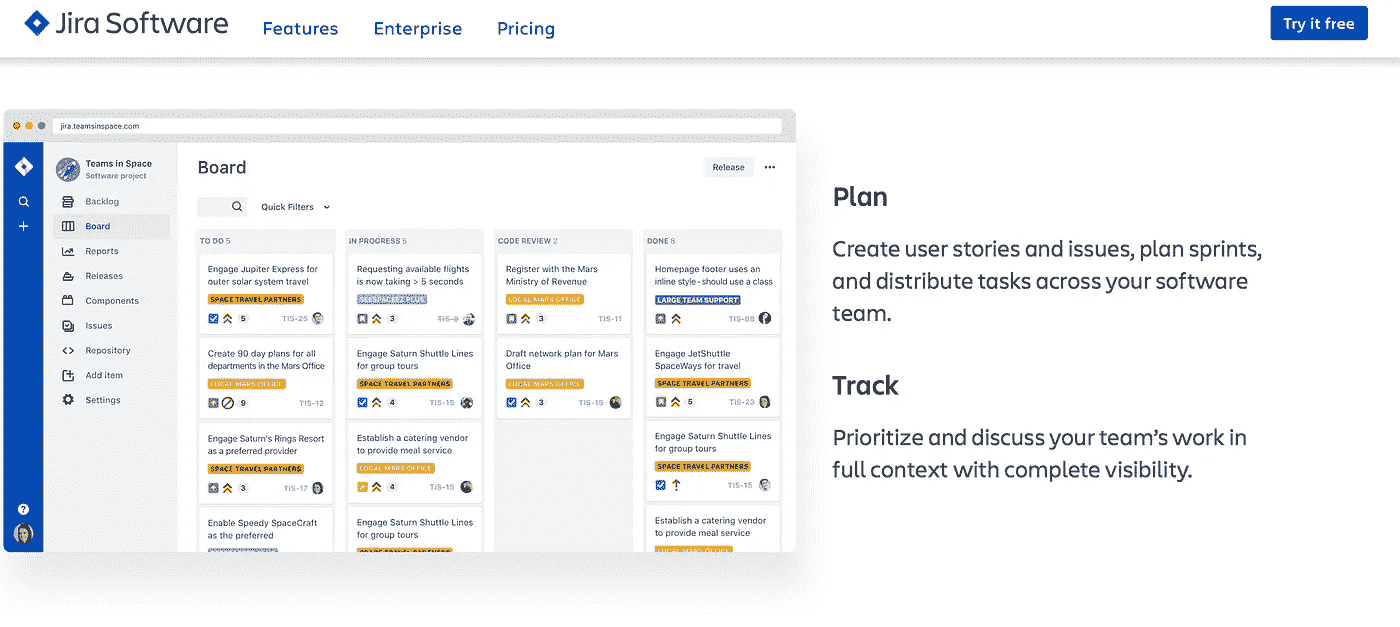 Jira Software
Features
Enterprise
Pricing
Try it free
jira.teamsinspace.com
Teams in Space
Software project
Backlog
Board
Reports
Releases
Components
Issues
Repository
Add item
Settings
Board
Release
Quick Filters
TO DO 5
Engage Jupiter Express for
outer solar system travel
SPACE TRAVEL PARTNERS
5
TIS-25
Create 90 day plans for all
departments in the Mars Office
LOCAL MARS OFFICE
9
TIS-12
Engage Saturn's Rings Resort
as a preferred provider
SPACE TRAVEL PARTNERS
3
TIS-17
Enable Speedy SpaceCraft
as the preferred
IN PROGRESS 5
Requesting available flights
is now taking > 5 seconds
SEESPACEEZ PLUS
3
TIS-8
Engage Saturn Shuttle Lines
for group tours
SPACE TRAVEL PARTNERS
4
TIS-15
Establish a catering vendor
to provide meal service
LOCAL MARS OFFICE
4
TIS-15
Engage Saturn Shuttle Lines
for group tours
SPACE TRAVEL PARTNERS
CODE REVIEW 2
Register with the Mars
Ministry of Revenue
LOCAL MARS OFFICE
3
TIS-11
Draft network plan for Mars
Office
LOCAL MARS OFFICE
3
TIS-15
DONE 8
Homepage footer uses an
inline style-should use a class
LARGE TEAM SUPPORT
TIS-68
Engage JetShuttle
SpaceWays for travel
SPACE TRAVEL PARTNERS
5
TIS-23
Engage Saturn Shuttle Lines
for group tours
SPACE TRAVEL PARTNERS
TIS-15
Establish a catering vendor
to provide meal service
LOCAL MARS OFFICE
Plan
Create user stories and issues, plan sprints,
and distribute tasks across your software
team.
Track
Prioritize and discuss your team's work in
full context with complete visibility.